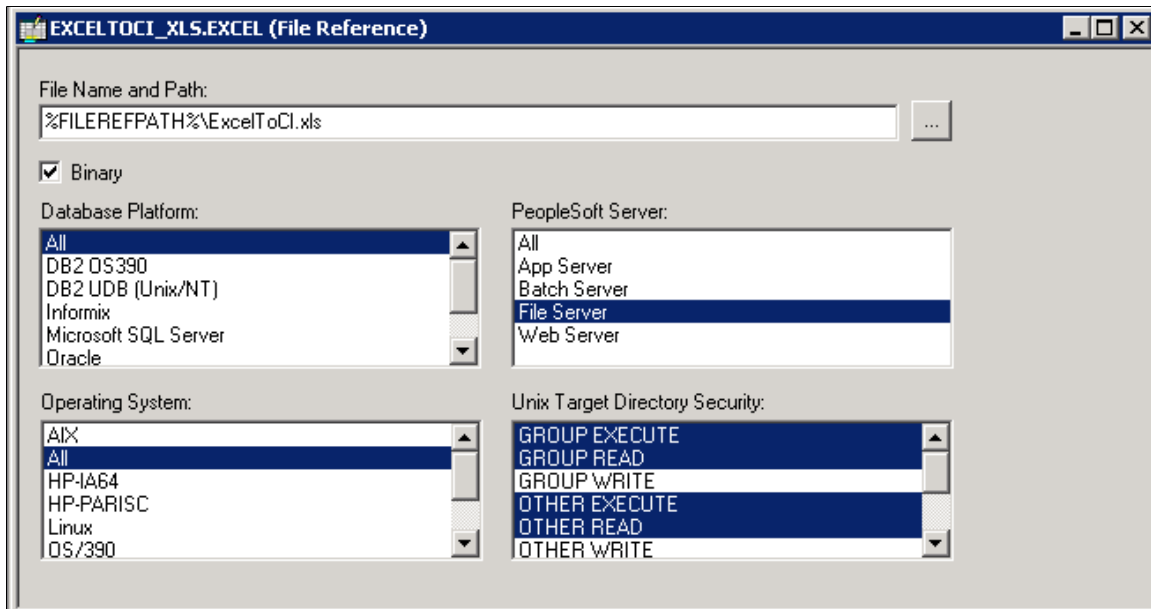 EXCELTOCI_XLS.EXCEL (File Reference)
File Name and Path:
%FILEREFPATH%\ExcelToCI.xls
...
Binary
Database Platform:
All
DB2 OS390
DB2 UDB (Unix/NT)
Informix
Microsoft SQL Server
Oracle
PeopleSoft Server:
All
App Server
Batch Server
File Server
Web Server
Operating System:
AIX
All
HP-IA64
HP-PARISC
Linux
OS/390
Unix Target Directory Security:
GROUP EXECUTE
GROUP READ
GROUP WRITE
OTHER EXECUTE
OTHER READ
OTHER WRITE